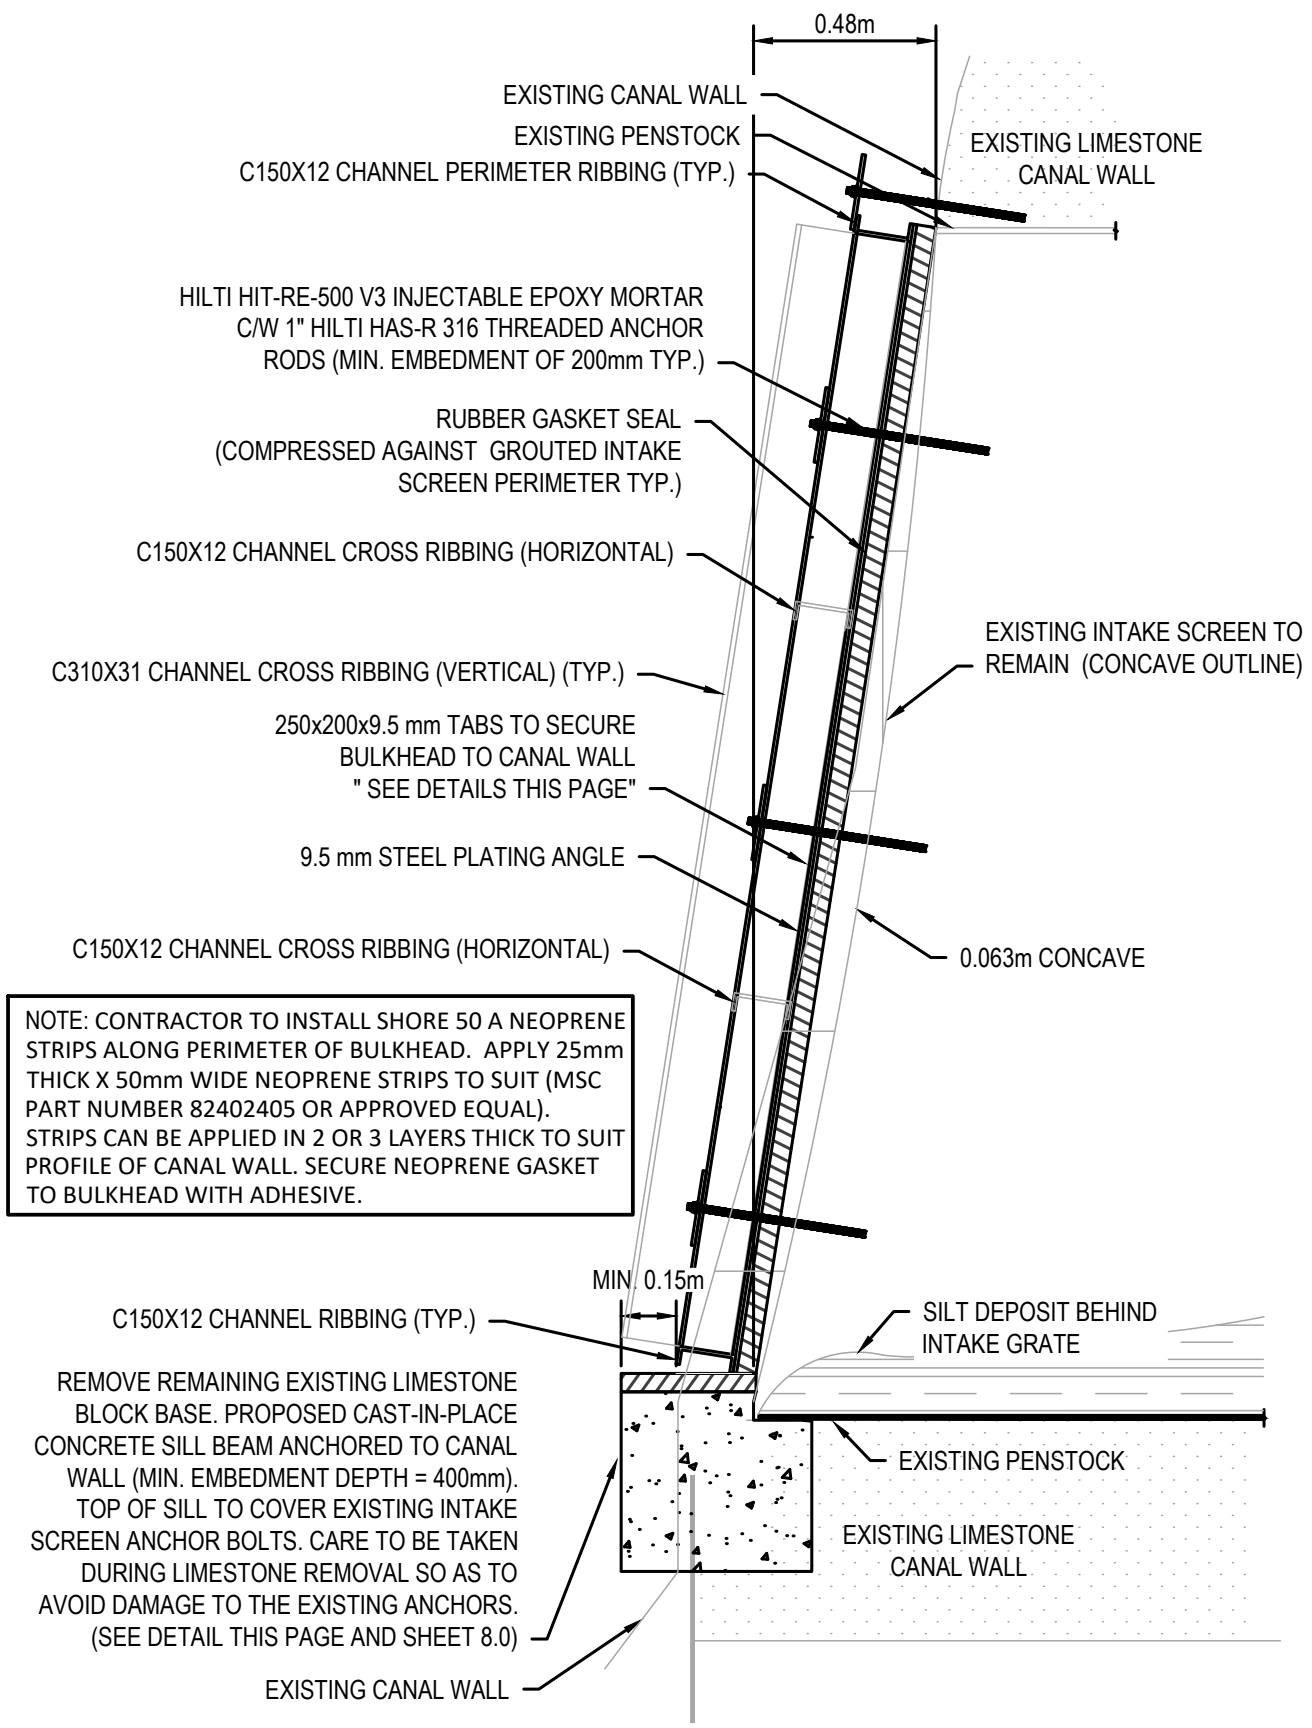 0.48m
EXISTING CANAL WALL
EXISTING PENSTOCK
C150X12 CHANNEL PERIMETER RIBBING (TYP.)
EXISTING LIMESTONE
CANAL WALL
HILTI HIT-RE-500 V3 INJECTABLE EPOXY MORTAR
C/W 1" HILTI HAS-R 316 THREADED ANCHOR
RODS (MIN. EMBEDMENT OF 200mm TYP.)
RUBBER GASKET SEAL
(COMPRESSED AGAINST GROUTED INTAKE
SCREEN PERIMETER TYP.)
C150X12 CHANNEL CROSS RIBBING (HORIZONTAL)
EXISTING INTAKE SCREEN TO
REMAIN (CONCAVE OUTLINE)
C310X31 CHANNEL CROSS RIBBING (VERTICAL) (TYP.)
250x200x9.5 mm TABS TO SECURE
BULKHEAD TO CANAL WALL
" SEE DETAILS THIS PAGE"
9.5 mm STEEL PLATING ANGLE
C150X12 CHANNEL CROSS RIBBING (HORIZONTAL)
0.063m CONCAVE
NOTE: CONTRACTOR TO INSTALL SHORE 50 A NEOPRENE
STRIPS ALONG PERIMETER OF BULKHEAD. APPLY 25mm
THICK X 50mm WIDE NEOPRENE STRIPS TO SUIT (MSC
PART NUMBER 82402405 OR APPROVED EQUAL).
STRIPS CAN BE APPLIED IN 2 OR 3 LAYERS THICK TO SUIT
PROFILE OF CANAL WALL. SECURE NEOPRENE GASKET
TO BULKHEAD WITH ADHESIVE.
MIN. 0.15m
C150X12 CHANNEL RIBBING (TYP.)
SILT DEPOSIT BEHIND
INTAKE GRATE
REMOVE REMAINING EXISTING LIMESTONE
BLOCK BASE. PROPOSED CAST-IN-PLACE
CONCRETE SILL BEAM ANCHORED TO CANAL
WALL (MIN. EMBEDMENT DEPTH = 400mm).
TOP OF SILL TO COVER EXISTING INTAKE
SCREEN ANCHOR BOLTS. CARE TO BE TAKEN
DURING LIMESTONE REMOVAL SO AS TO
AVOID DAMAGE TO THE EXISTING ANCHORS.
(SEE DETAIL THIS PAGE AND SHEET 8.0)
EXISTING PENSTOCK
EXISTING LIMESTONE
CANAL WALL
EXISTING CANAL WALL